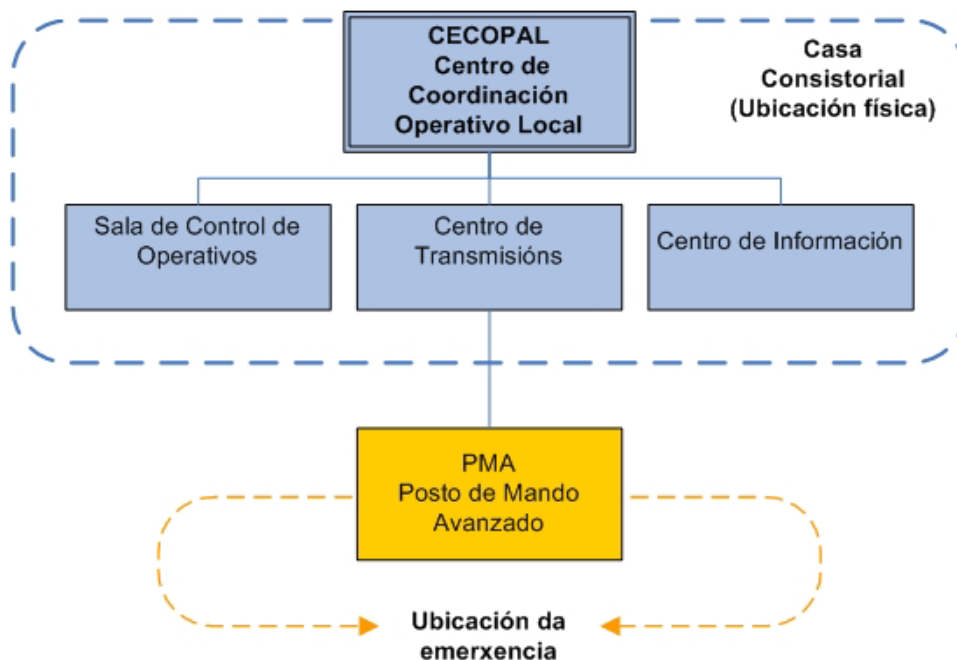 CECOPAL
Centro de
Coordinación
Operativo Local
Casa
Consistorial
(Ubicación física)
Sala de Control de
Operativos
Centro de
Transmisións
Centro de Información
PMA
Posto de Mando
Avanzado
Ubicación da
emerxencia